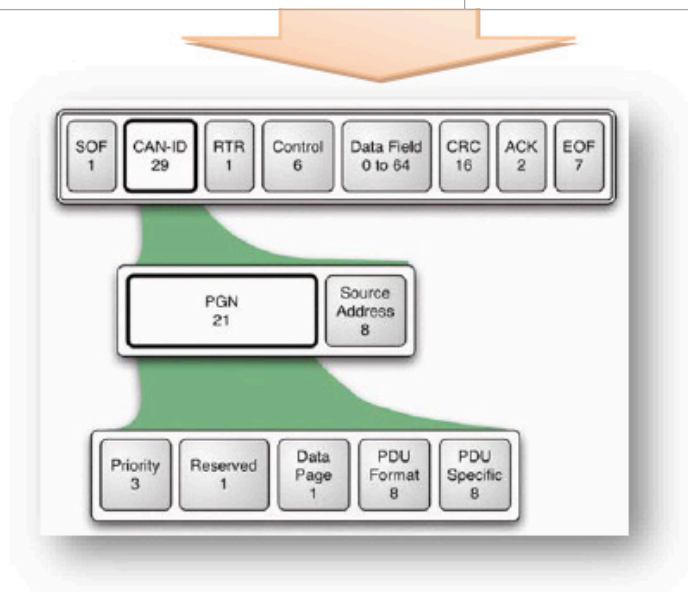 SOF
1
CAN-ID
29
RTR
1
Control
6
Data Field
0 to 64
CRC
16
ACK
2
EOF
7
PGN
21
Source
Address
8
Priority
3
Reserved
1
Data
Page
1
PDU
Format
8
PDU
Specific
8